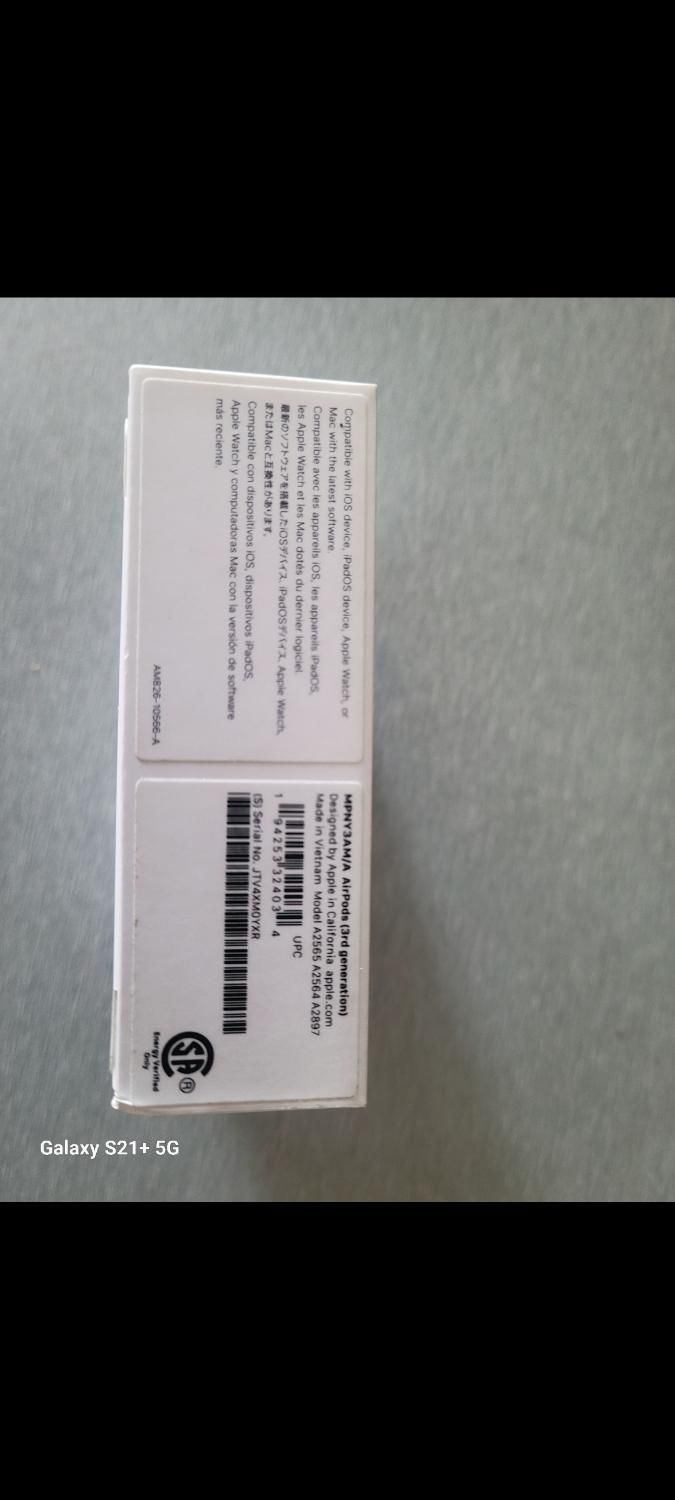 Compatible with iOS device, iPadOS device, Apple Watch, or
Mac with the latest software.
Compatible avec les appareils iOS, les appareils iPadOS,
les Apple Watch et les Mac dotés du dernier logiciel.
最新のソフトウェアを搭載したiOSデバイス、iPadOSデバイス、Apple Watch、
またはMacと互換性があります。
Compatible con dispositivos iOS, dispositivos iPadOS,
Apple Watch y computadoras Mac con la versión de software
más reciente.
AM826-10566-A
MPNY3AM/A AirPods (3rd generation)
Designed by Apple in California apple.com
Made in Vietnam Model A2565 A2564 A2897
UPC
1 94253 32403 4
(S) Serial No. JTV4XM0YXR
SA ®
Energy Verified
Only
Galaxy S21+ 5G